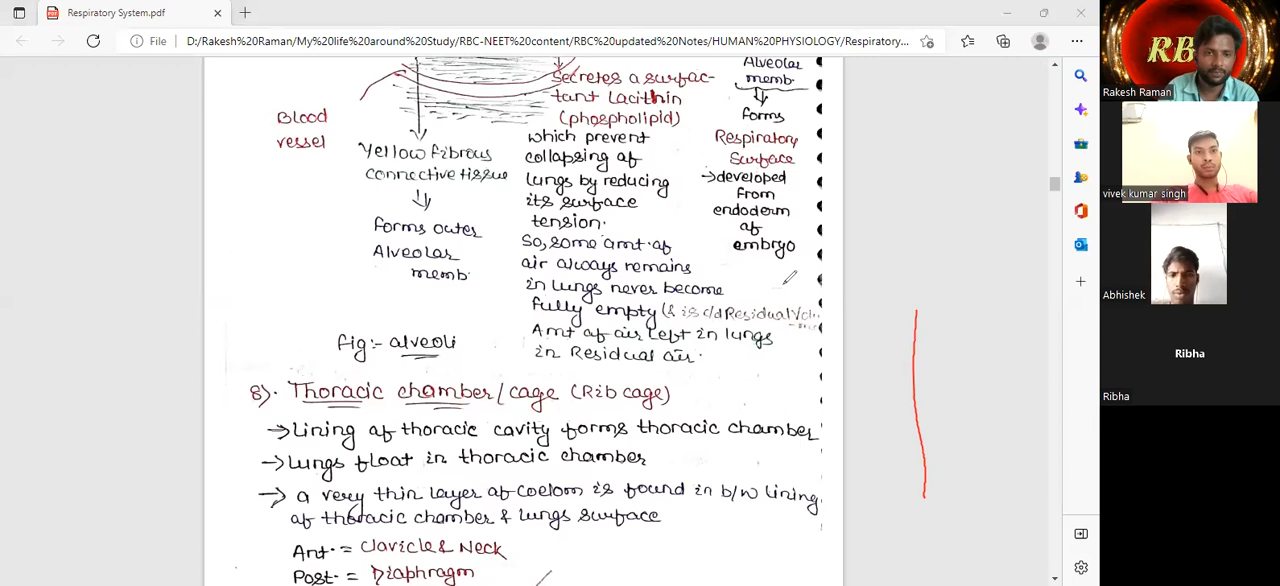 Respiratory System.pdf
File
D:/Rakesh%20Raman/My%20life%20around%20Study/RBC-NEET%20content/RBC%20updated%20Notes/HUMAN%20PHYSIOLOGY/Respiratory...
Blood
vessel
Yellow fibrous
connective tissue
Forms outer
Alveolar
memb.
Secretes a surfac-
tant Lacithin
(phospholipid)
which prevent
collapsing of
lungs by reducing
its surface
tension.
So, some amt. of
air always remains
in lungs never become
fully empty (& is c/d Residual Vol
Amt of air left in lungs
in Residual air.
Alveolar
memb.
forms
Respiratory
Surface
→developed
from
endoderm
of
embryo
Fig:- alveoli
8). Thoracic chamber/cage (Rib cage)
→Lining of thoracic cavity forms thoracic chamber
→Lungs float in thoracic chamber
→ a very thin layer of coelom is found in b/w lining
of thoracic chamber & lungs surface
Ant. = Clavicle & Neck
Post. = Diaphragm
RB
Rakesh Raman
vivek kumar singh
Abhishek
Ribha
Ribha